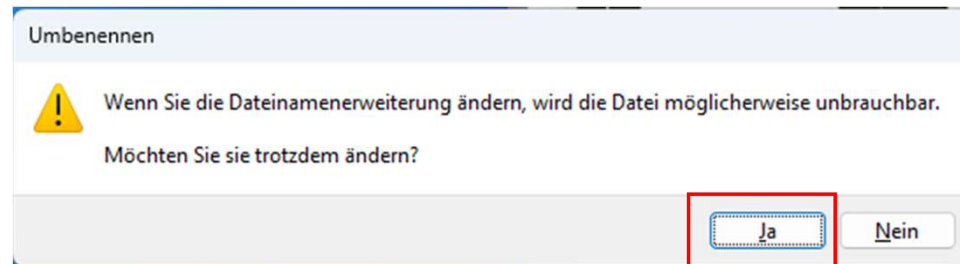 Umbenennen
Wenn Sie die Dateinamenerweiterung ändern, wird die Datei möglicherweise unbrauchbar.
Möchten Sie sie trotzdem ändern?
Ja Nein